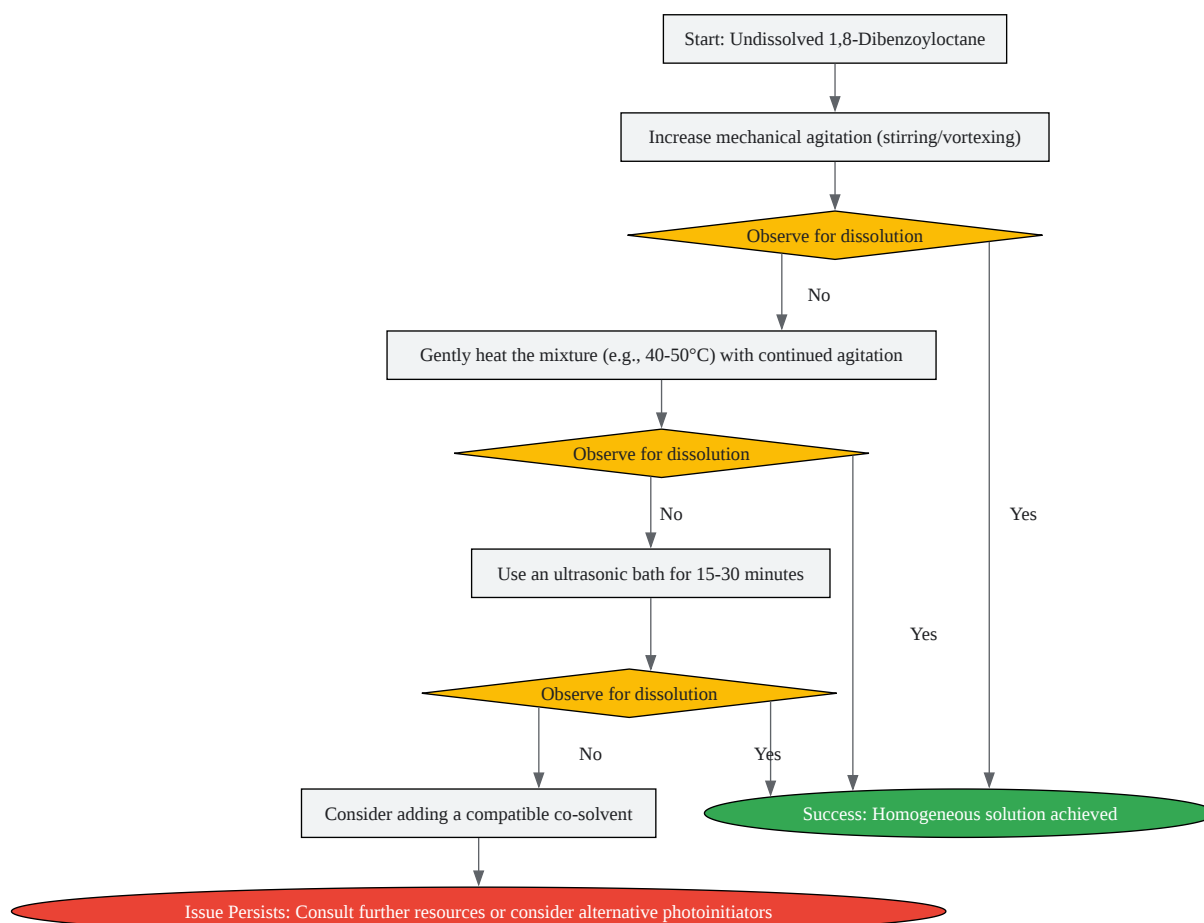 Start: Undissolved 1,8-Dibenzoyloctane
Increase mechanical agitation (stirring/vortexing)
Observe for dissolution
No
Gently heat the mixture (e.g., 40-50°C) with continued agitation
Observe for dissolution
No
Yes
Use an ultrasonic bath for 15-30 minutes
Yes
Observe for dissolution
No
Yes
Consider adding a compatible co-solvent
Success: Homogeneous solution achieved
Issue Persists: Consult further resources or consider alternative photoinitiators